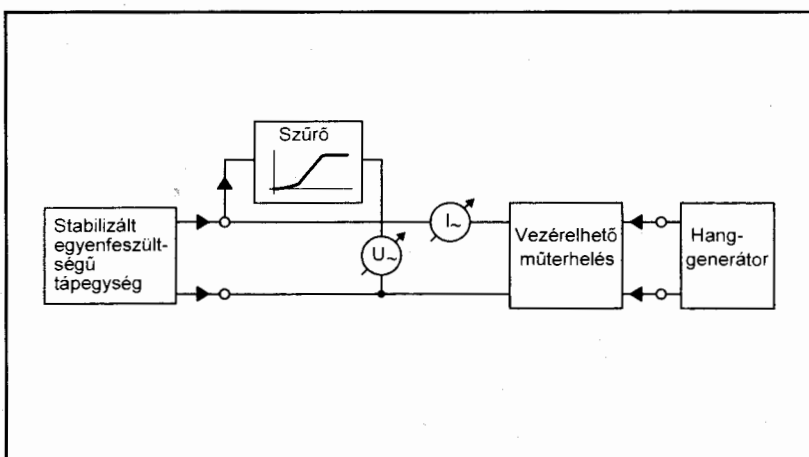 Szűrő
Stabilizált
egyenfeszült-
ségű
tápegység
U~
I~
Vezérelhető
műterhelés
Hang-
generátor